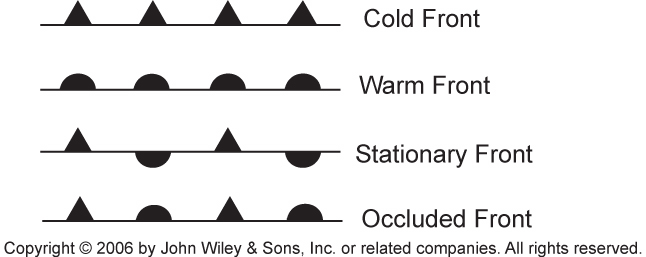 Cold Front
Warm Front
Stationary Front
Occluded Front
Copyright © 2006 by John Wiley & Sons, Inc. or related companies. All rights reserved.